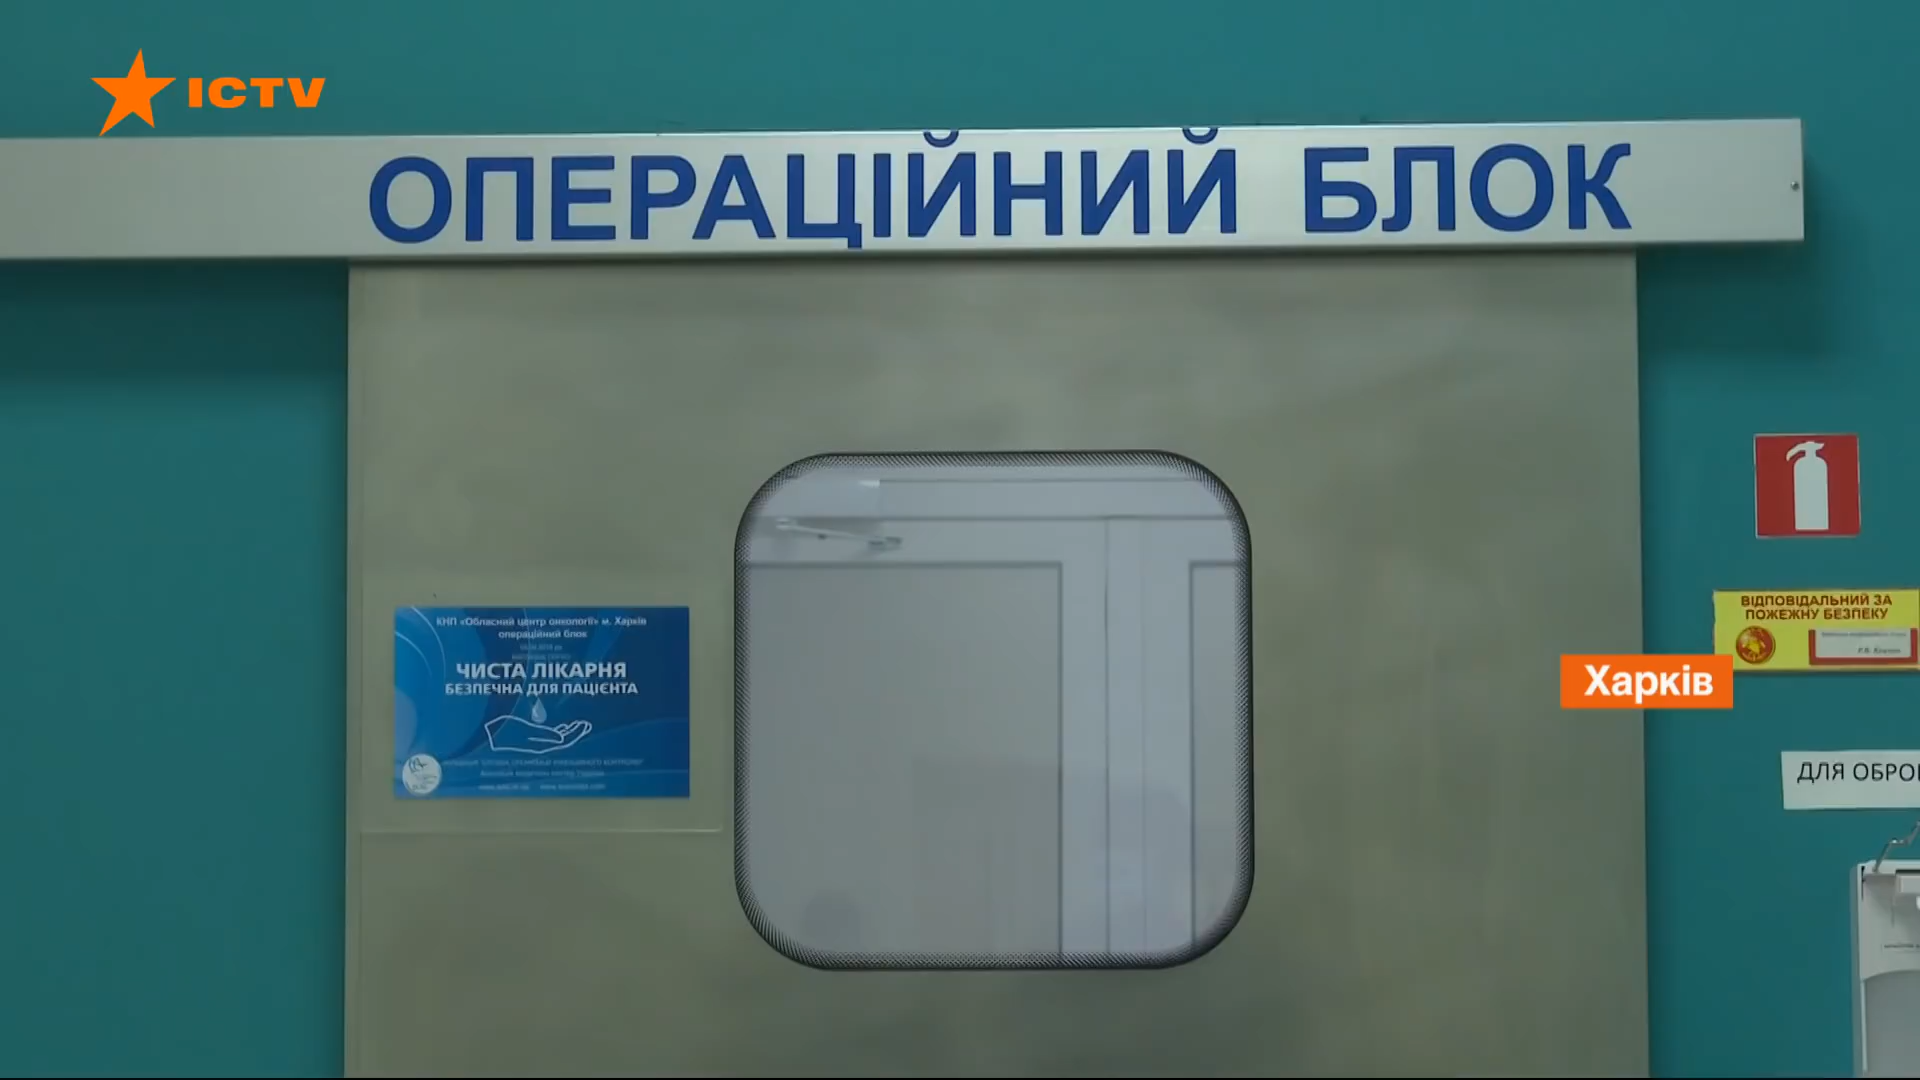 ICTV
ОПЕРАЦІЙНИЙ БЛОК
КНП «Обласний центр онкології» м. Харків
операційний блок
ЧИСТА ЛІКАРНЯ
БЕЗПЕЧНА ДЛЯ ПАЦІЄНТА
ВІДПОВІДАЛЬНИЙ ЗА
ПОЖЕЖНУ БЕЗПЕКУ
Харків
ДЛЯ ОБРО